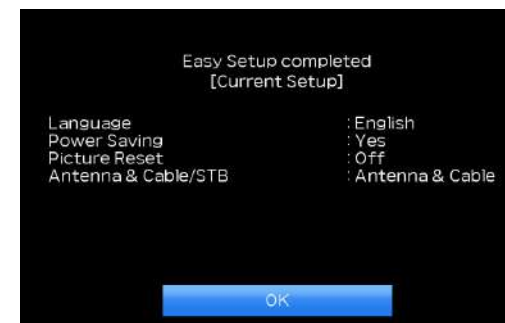 Easy Setup completed
[Current Setup]
Language : English
Power Saving : Yes
Picture Reset : Off
Antenna & Cable/STB : Antenna & Cable
OK